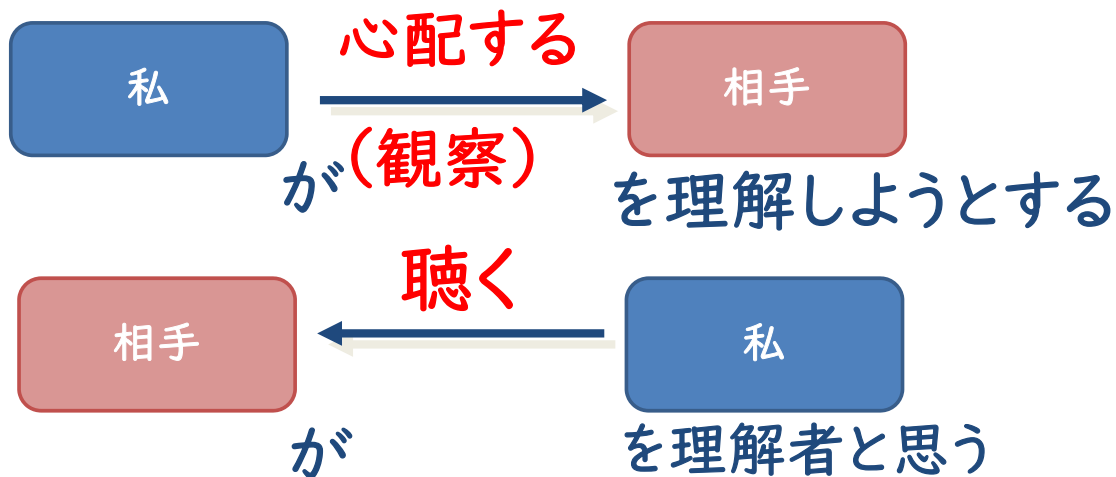 心配する
私
相手
(観察)
が
を理解しようとする
聴く
相手
私
が
を理解者と思う